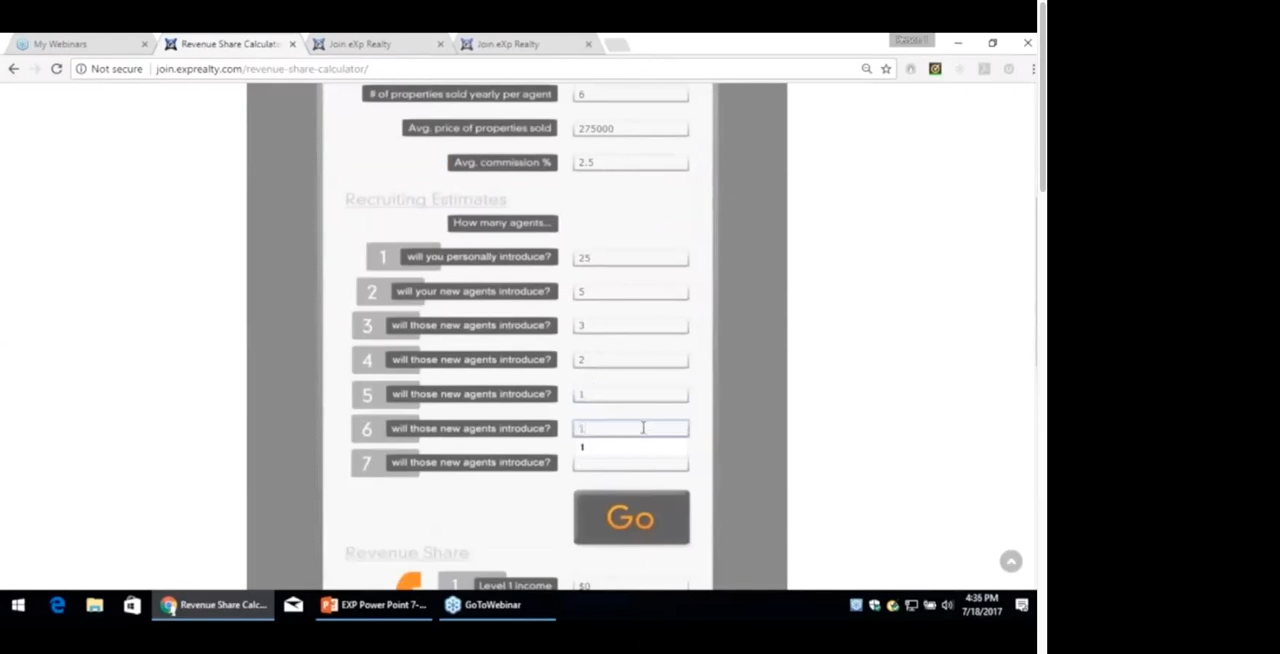 My Webinars
Revenue Share Calculat
Join eXp Realty
Join eXp Realty
Not secure
join.exprealty.com/revenue-share-calculator/
# of properties sold yearly per agent 6
Avg. price of properties sold 275000
Avg. commission % 2.5
Recruiting Estimates
How many agents...
1 will you personally introduce? 25
2 will your new agents introduce? 5
3 will those new agents introduce? 3
4 will those new agents introduce? 2
5 will those new agents introduce? 1
6 will those new agents introduce? 1
1
7 will those new agents introduce?
Go
Revenue Share
1 Level 1 Income $0
Revenue Share Calc...
EXP Power Point 7-...
GoToWebinar
4:35 PM
7/18/2017